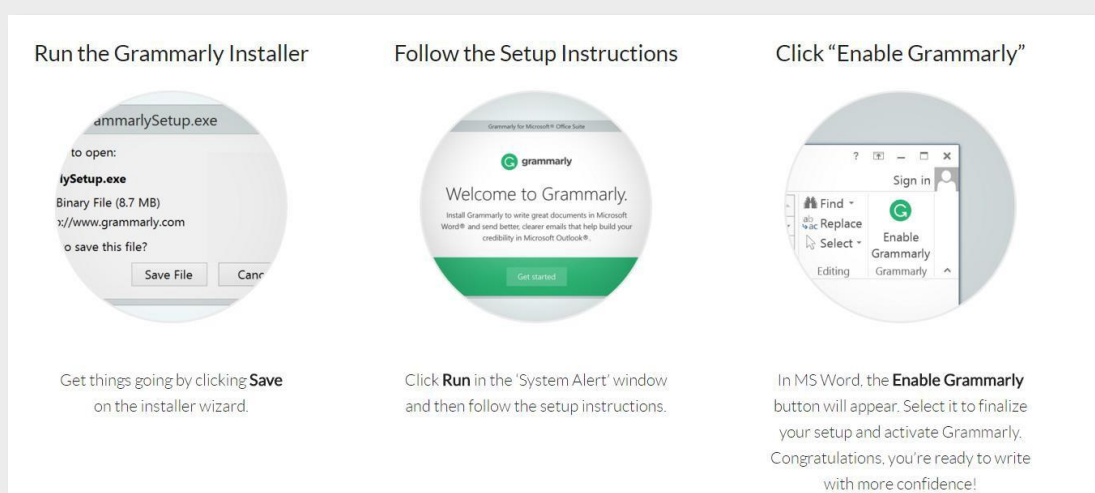 Run the Grammarly Installer
ammarlySetup.exe
to open:
lySetup.exe
Binary File (8.7 MB)
://www.grammarly.com
o save this file?
Save File
Canc
Get things going by clicking Save
on the installer wizard.
Follow the Setup Instructions
Grammarly for Microsoft® Office Suite
grammarly
Welcome to Grammarly.
Install Grammarly to write great documents in Microsoft
Word® and send better, clearer emails that help build your
credibility in Microsoft Outlook®.
Get started
Click Run in the 'System Alert' window
and then follow the setup instructions.
Click “Enable Grammarly”
?
Sign in
Find
Replace
Select
Editing
Enable
Grammarly
Grammarly
In MS Word, the Enable Grammarly
button will appear. Select it to finalize
your setup and activate Grammarly.
Congratulations, you're ready to write
with more confidence!